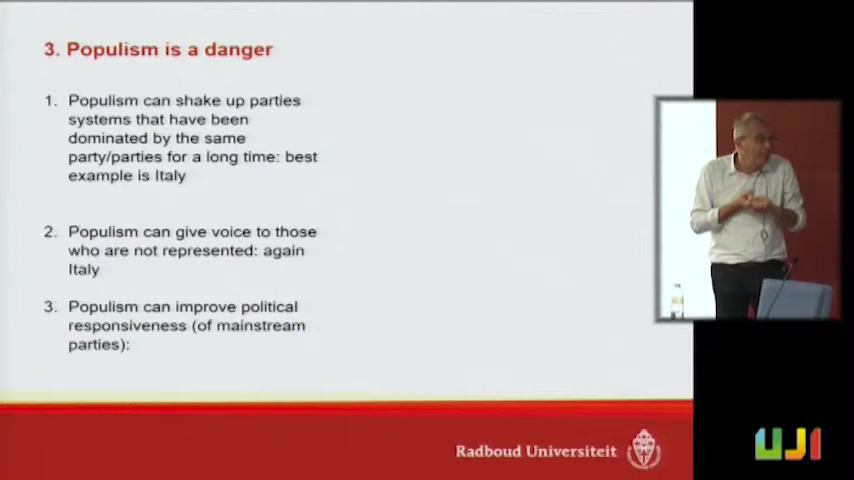 3. Populism is a danger
1. Populism can shake up parties
systems that have been
dominated by the same
party/parties for a long time: best
example is Italy
2. Populism can give voice to those
who are not represented: again
Italy
3. Populism can improve political
responsiveness (of mainstream
parties):
Radboud Universiteit
UJI